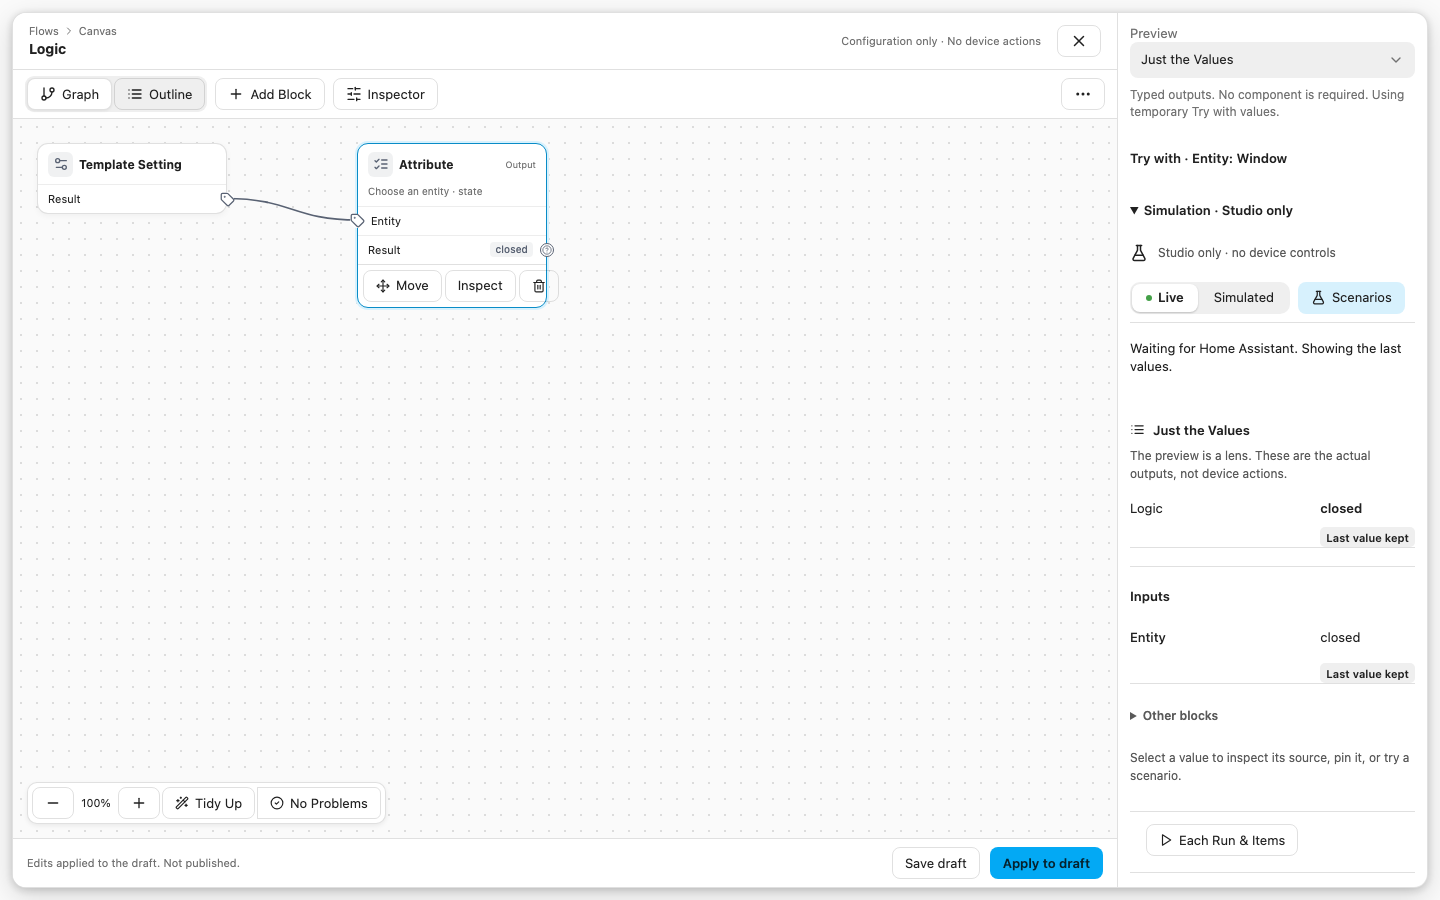 Flows > Canvas
Logic
Configuration only · No device actions
Graph
Outline
Add Block
Inspector
Template Setting
Result
Attribute
Output
Choose an entity · state
Entity
Result
closed
Move
Inspect
100%
Tidy Up
No Problems
Edits applied to the draft. Not published.
Save draft
Apply to draft
Preview
Just the Values
Typed outputs. No component is required. Using
temporary Try with values.
Try with · Entity: Window
Simulation · Studio only
Studio only · no device controls
Live
Simulated
Scenarios
Waiting for Home Assistant. Showing the last
values.
Just the Values
The preview is a lens. These are the actual
outputs, not device actions.
Logic
closed
Last value kept
Inputs
Entity
closed
Last value kept
Other blocks
Select a value to inspect its source, pin it, or try a
scenario.
Each Run & Items